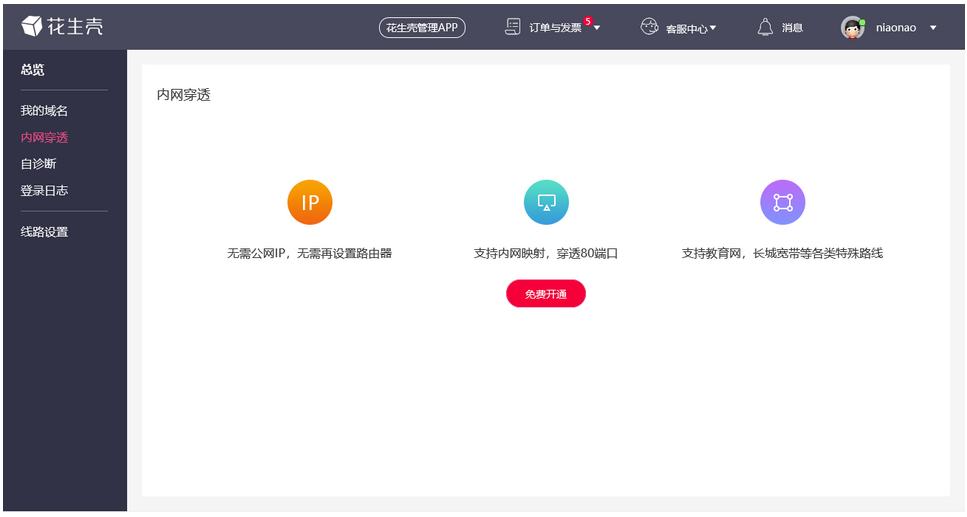 花生壳
花生壳管理APP
订单与发票
5
客服中心
消息
niaonao
总览
我的域名
内网穿透
自诊断
登录日志
线路设置
内网穿透
IP
无需公网IP，无需再设置路由器
支持内网映射，穿透80端口
支持教育网，长城宽带等各类特殊路线
免费开通